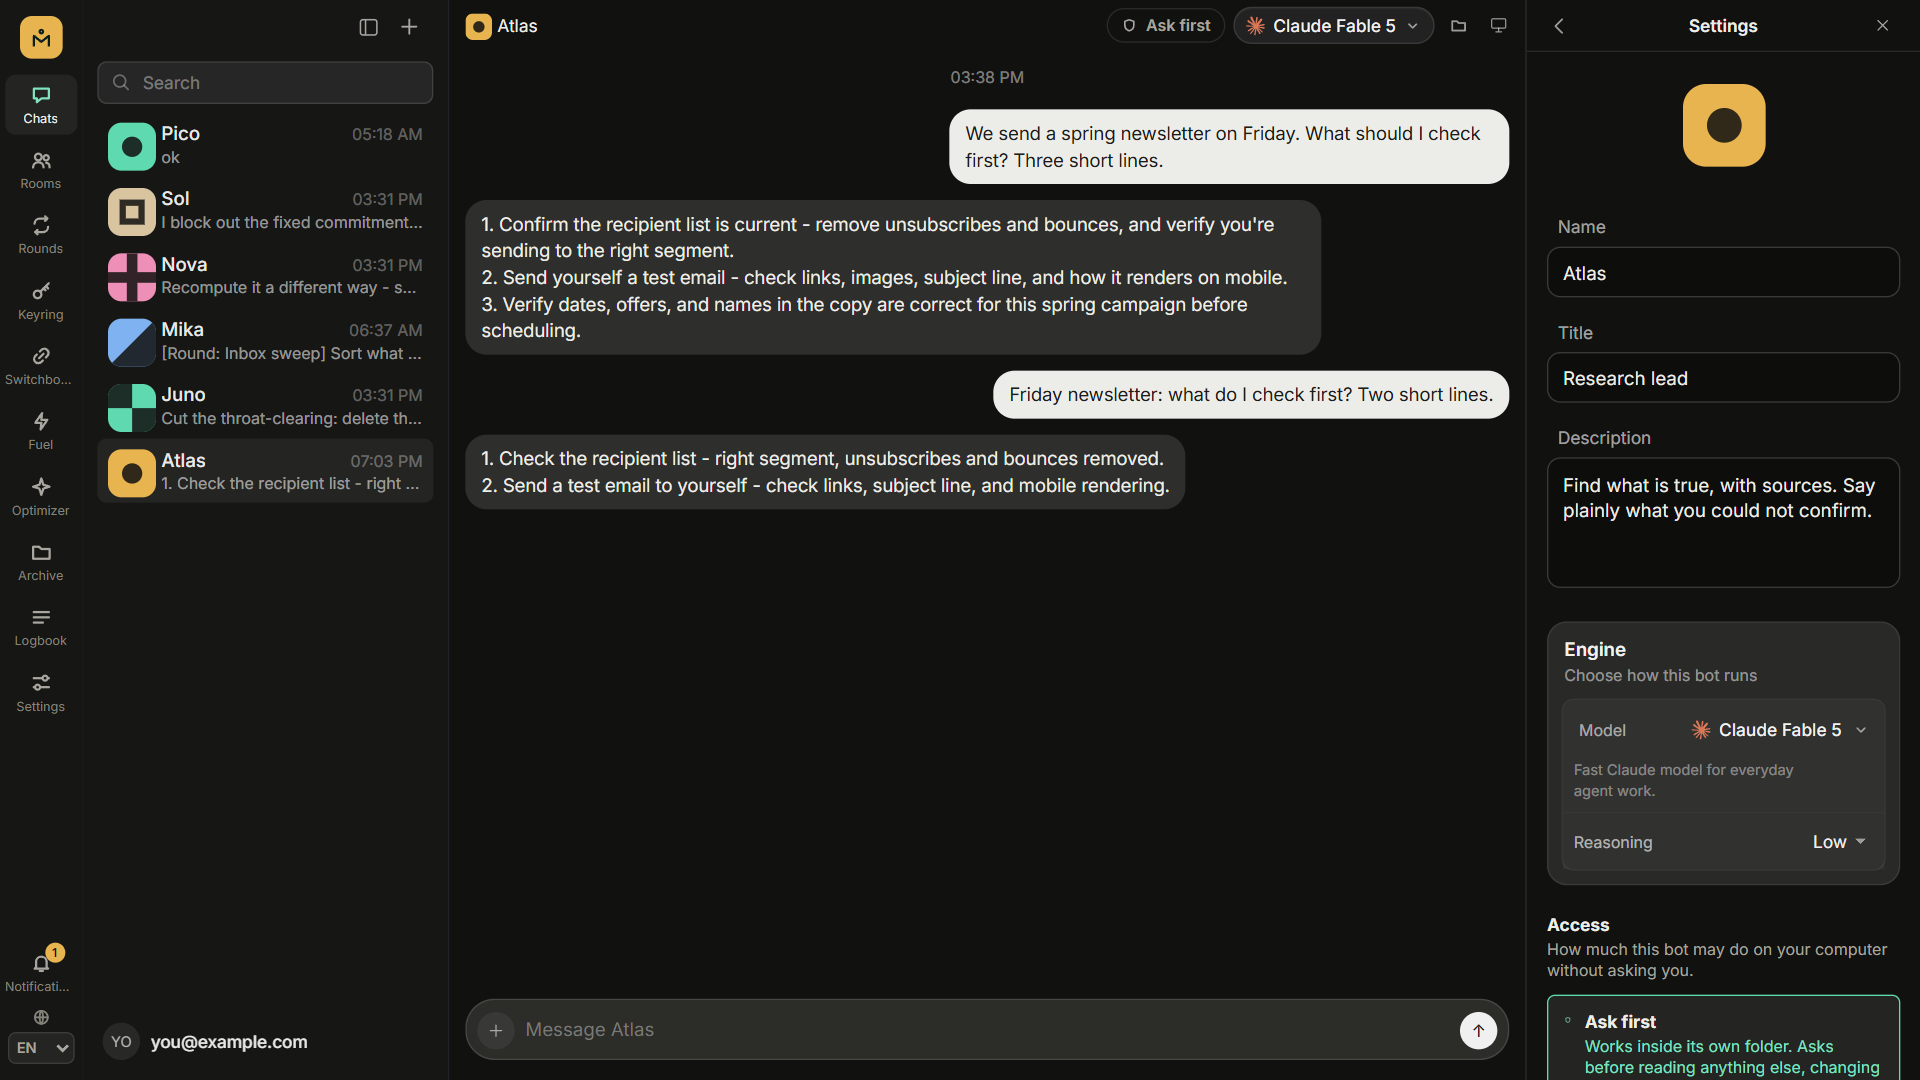 Chats
Rooms
Rounds
Keyring
Switchbo...
Fuel
Optimizer
Archive
Logbook
Settings
1
Notificati...
EN
Search
Pico
05:18 AM
ok
Sol
03:31 PM
I block out the fixed commitment...
Nova
03:31 PM
Recompute it a different way - s...
Mika
06:37 AM
[Round: Inbox sweep] Sort what ...
Juno
03:31 PM
Cut the throat-clearing: delete th...
Atlas
07:03 PM
1. Check the recipient list - right ...
YO
you@example.com
Atlas
Ask first
Claude Fable 5
03:38 PM
We send a spring newsletter on Friday. What should I check
first? Three short lines.
1. Confirm the recipient list is current - remove unsubscribes and bounces, and verify you're
sending to the right segment.
2. Send yourself a test email - check links, images, subject line, and how it renders on mobile.
3. Verify dates, offers, and names in the copy are correct for this spring campaign before
scheduling.
Friday newsletter: what do I check first? Two short lines.
1. Check the recipient list - right segment, unsubscribes and bounces removed.
2. Send a test email to yourself - check links, subject line, and mobile rendering.
Message Atlas
Settings
Name
Atlas
Title
Research lead
Description
Find what is true, with sources. Say
plainly what you could not confirm.
Engine
Choose how this bot runs
Model
Claude Fable 5
Fast Claude model for everyday
agent work.
Reasoning
Low
Access
How much this bot may do on your computer
without asking you.
Ask first
Works inside its own folder. Asks
before reading anything else, changing